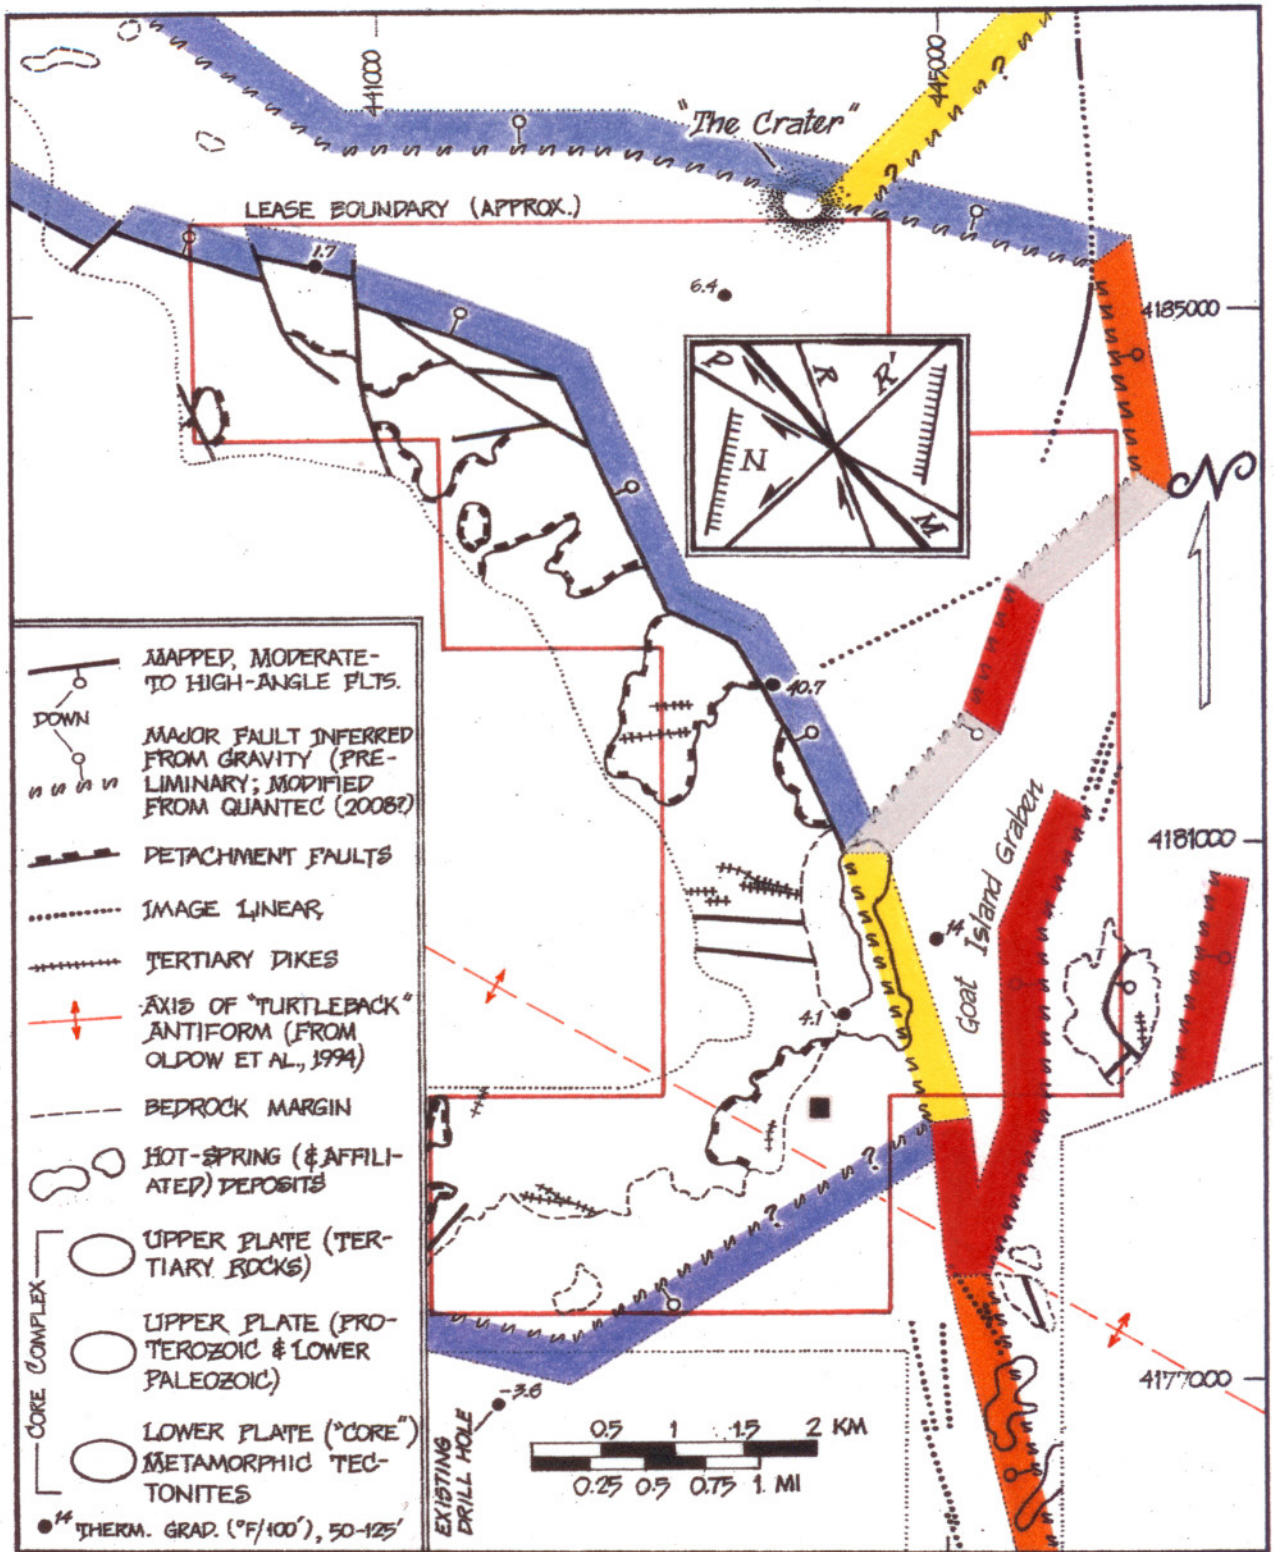 441000
445000
"The Crater"
?
?
?
LEASE BOUNDARY (APPROX.)
1.7
6.4
4185000
P
R
R'
N
M
N
40.7
MAPPED, MODERATE-
TO HIGH-ANGLE FLTS.
DOWN
MAJOR FAULT INFERRED
FROM GRAVITY (PRE-
LIMINARY; MODIFIED
FROM QUANTEC (2008?)
DETACHMENT FAULTS
IMAGE LINEAR
TERTIARY DIKES
AXIS OF "TURTLEBACK"
ANTIFORM (FROM
OLDOW ET AL., 1994)
BEDROCK MARGIN
HOT-SPRING (& AFFILI-
ATED) DEPOSITS
CORE COMPLEX
UPPER PLATE (TER-
TIARY ROCKS)
UPPER PLATE (PRO-
TEROZOIC & LOWER
PALEOZOIC)
LOWER PLATE ("CORE")
METAMORPHIC TEC-
TONITES
14 THERM. GRAD. (°F/100'), 50-125'
4181000
Goat Island Graben
14
4.1
?
?
4177000
-3.6
EXISTING
DRILL HOLE
0.5 1 1.5 2 KM
0.25 0.5 0.75 1 MI